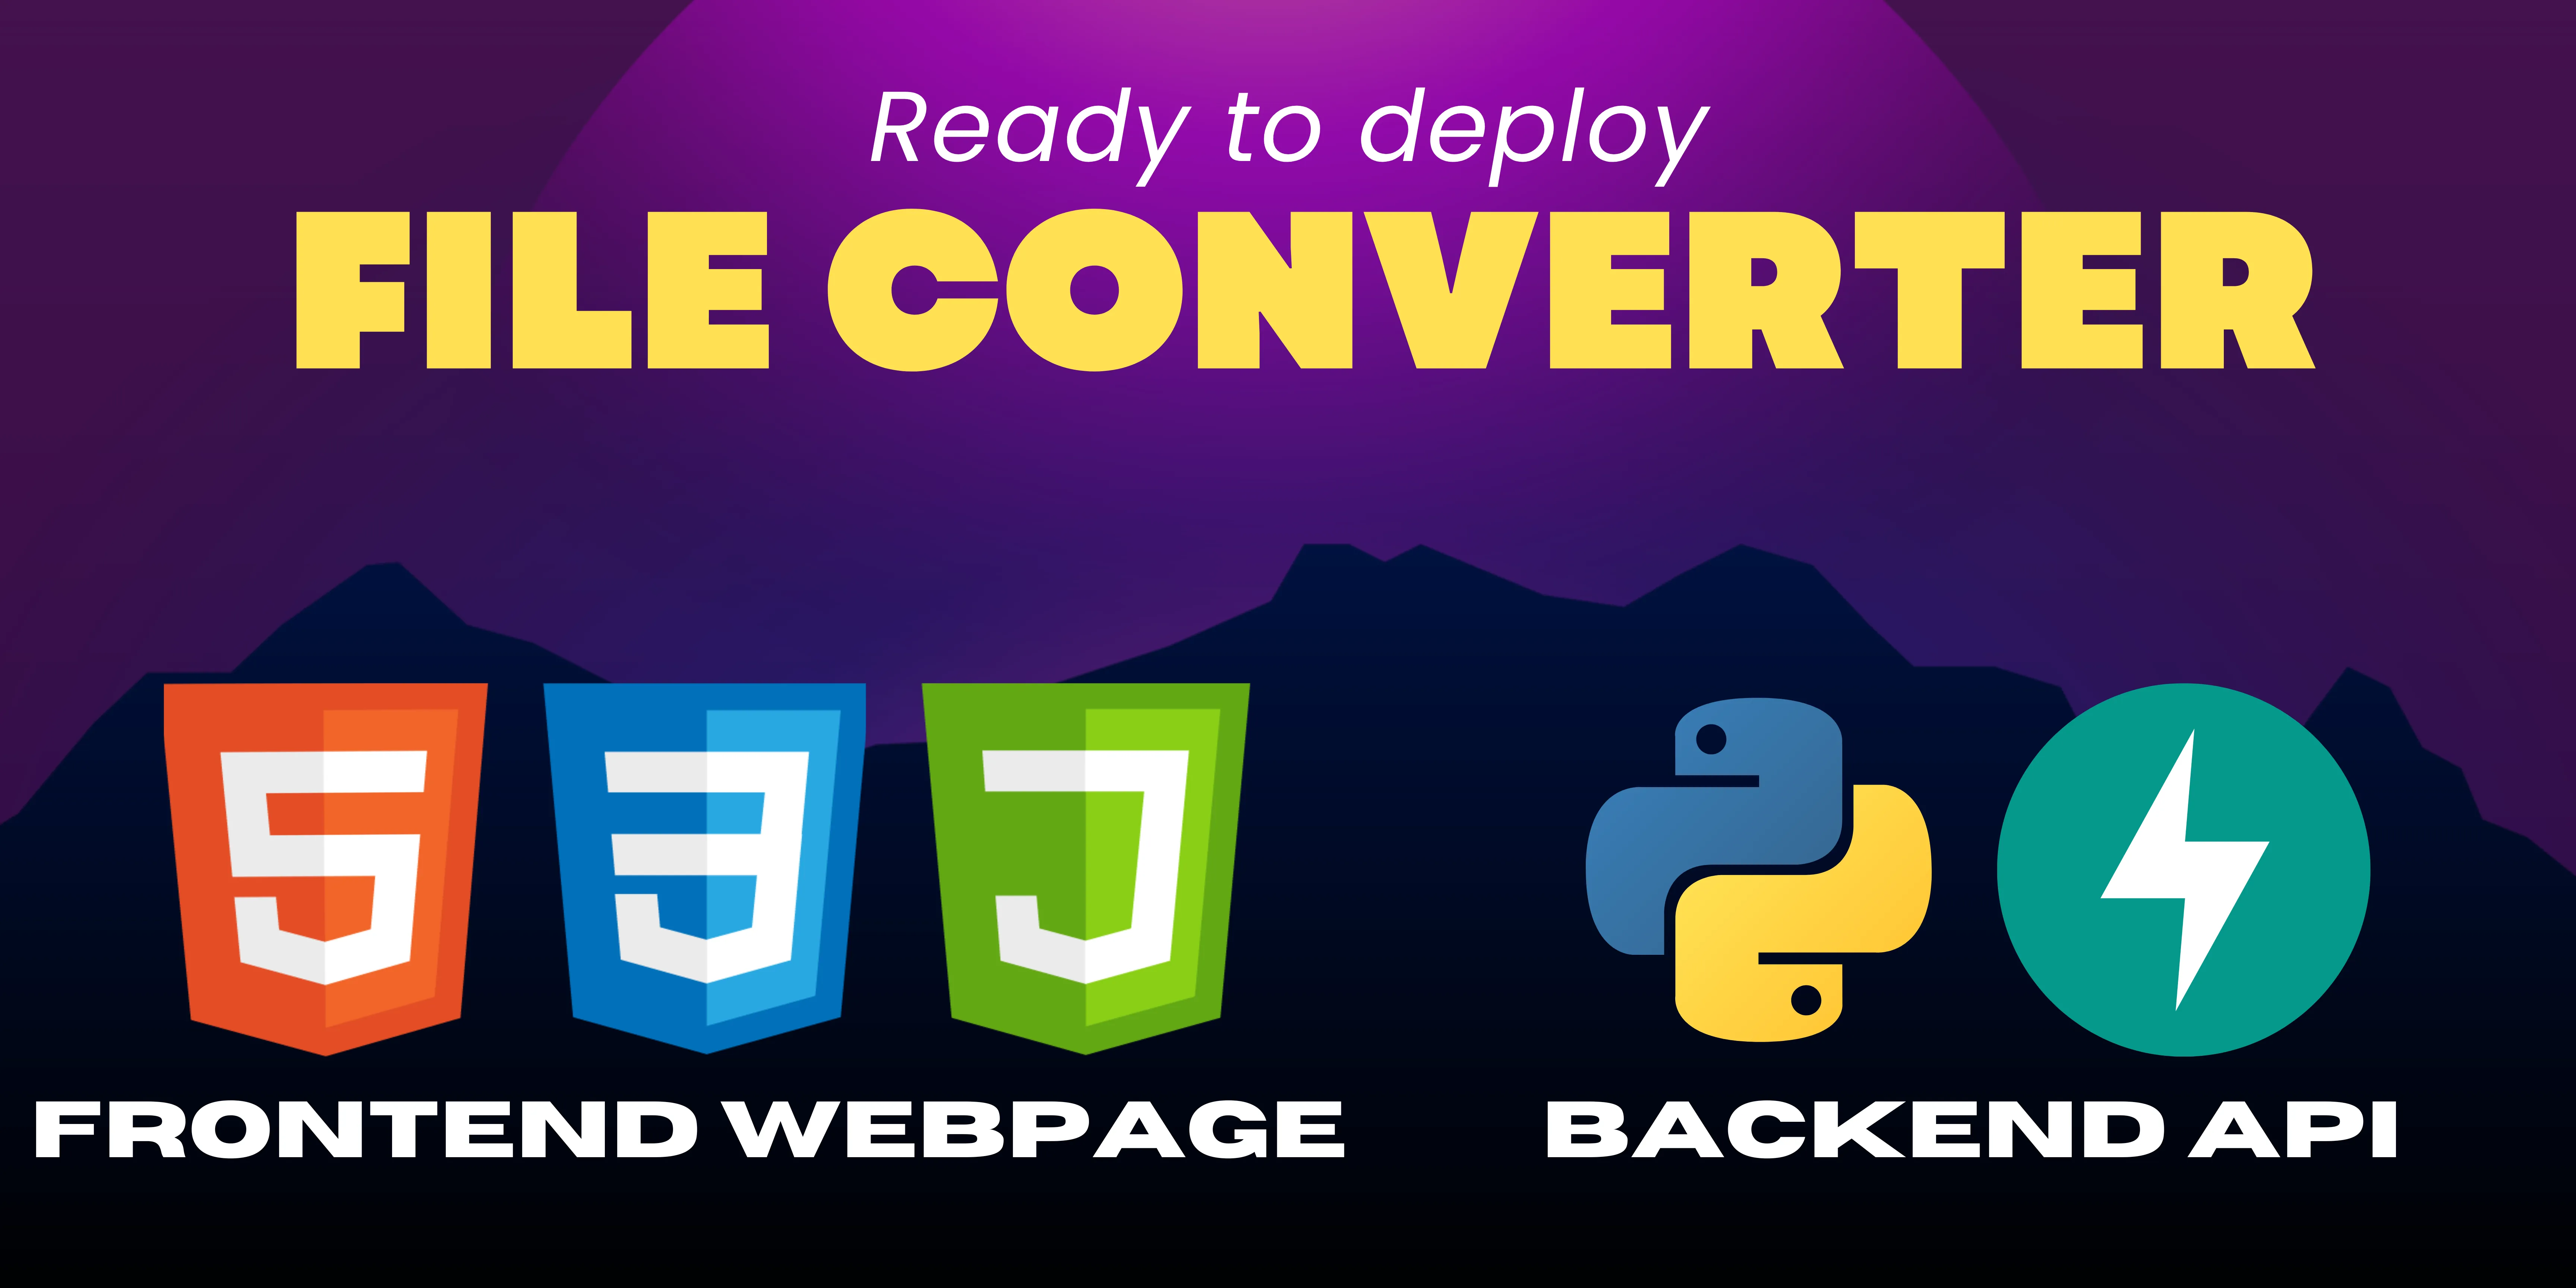 Ready to deploy
FILE CONVERTER
FRONTEND WEBPAGE
BACKEND API